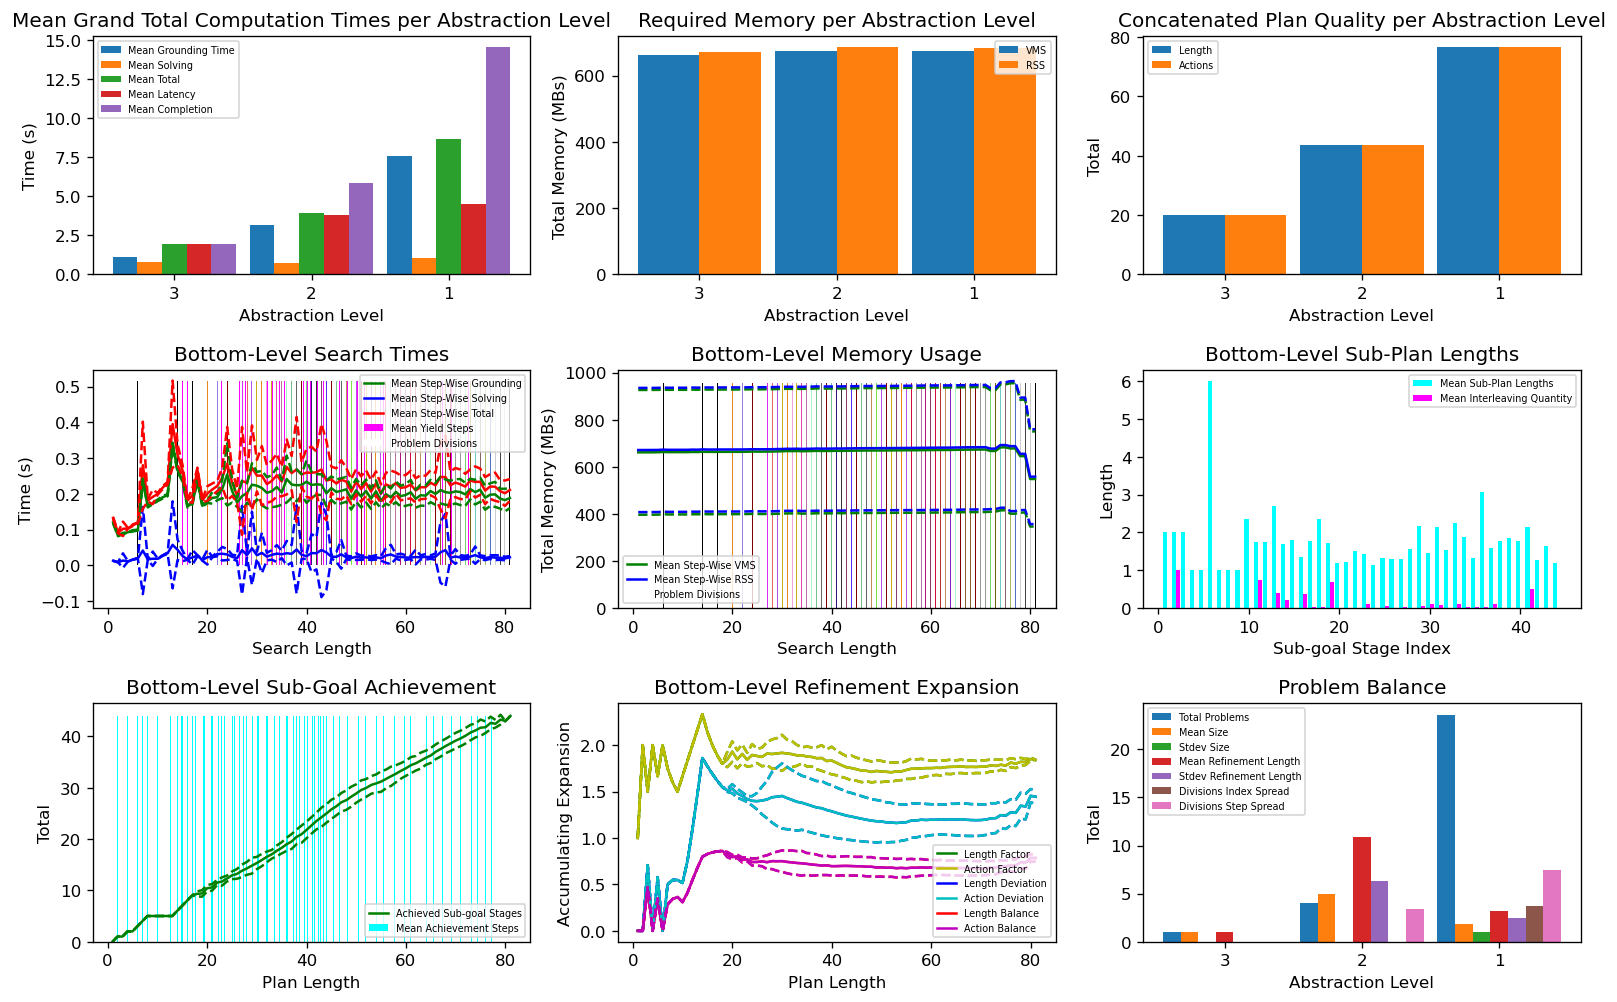 Mean Grand Total Computation Times per Abstraction Level
15.0
12.5
10.0
7.5
5.0
2.5
0.0
Time (s)
Mean Grounding Time
Mean Solving
Mean Total
Mean Latency
Mean Completion
3 2 1
Abstraction Level
Required Memory per Abstraction Level
600
400
200
0
Total Memory (MBs)
VMS
RSS
3 2 1
Abstraction Level
Concatenated Plan Quality per Abstraction Level
80
60
40
20
0
Total
Length
Actions
3 2 1
Abstraction Level
Bottom-Level Search Times
0.5
0.4
0.3
0.2
0.1
0.0
−0.1
Time (s)
Mean Step-Wise Grounding
Mean Step-Wise Solving
Mean Step-Wise Total
Mean Yield Steps
Problem Divisions
0 20 40 60 80
Search Length
Bottom-Level Memory Usage
1000
800
600
400
200
0
Total Memory (MBs)
Mean Step-Wise VMS
Mean Step-Wise RSS
Problem Divisions
0 20 40 60 80
Search Length
Bottom-Level Sub-Plan Lengths
6
5
4
3
2
1
0
Length
Mean Sub-Plan Lengths
Mean Interleaving Quantity
0 10 20 30 40
Sub-goal Stage Index
Bottom-Level Sub-Goal Achievement
40
30
20
10
0
Total
Achieved Sub-goal Stages
Mean Achievement Steps
0 20 40 60 80
Plan Length
Bottom-Level Refinement Expansion
2.0
1.5
1.0
0.5
0.0
Accumulating Expansion
Length Factor
Action Factor
Length Deviation
Action Deviation
Length Balance
Action Balance
0 20 40 60 80
Plan Length
Problem Balance
20
15
10
5
0
Total
Total Problems
Mean Size
Stdev Size
Mean Refinement Length
Stdev Refinement Length
Divisions Index Spread
Divisions Step Spread
3 2 1
Abstraction Level